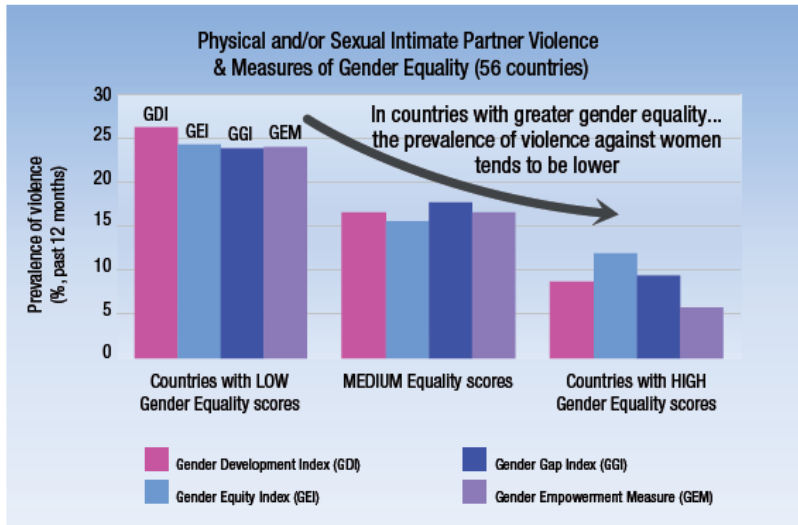 Physical and/or Sexual Intimate Partner Violence
& Measures of Gender Equality (56 countries)
30
25
20
15
10
5
0
Prevalence of violence
(%, past 12 months)
GDI
GEI
GGI
GEM
In countries with greater gender equality...
the prevalence of violence against women
tends to be lower
Countries with LOW
Gender Equality scores
MEDIUM Equality scores
Countries with HIGH
Gender Equality scores
Gender Development Index (GDI)
Gender Equity Index (GEI)
Gender Gap Index (GGI)
Gender Empowerment Measure (GEM)